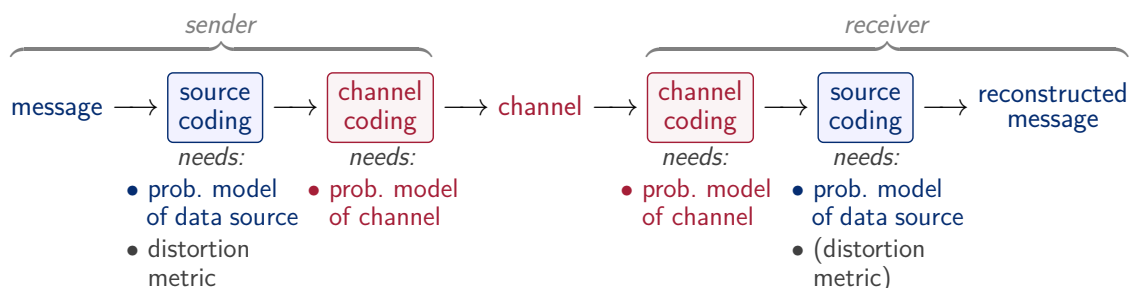 sender
receiver
message
source
coding
channel
coding
channel
channel
coding
source
coding
reconstructed
message
needs:
• prob. model
of data source
• distortion
metric
needs:
• prob. model
of channel
needs:
• prob. model
of channel
needs:
• prob. model
of data source
• (distortion
metric)